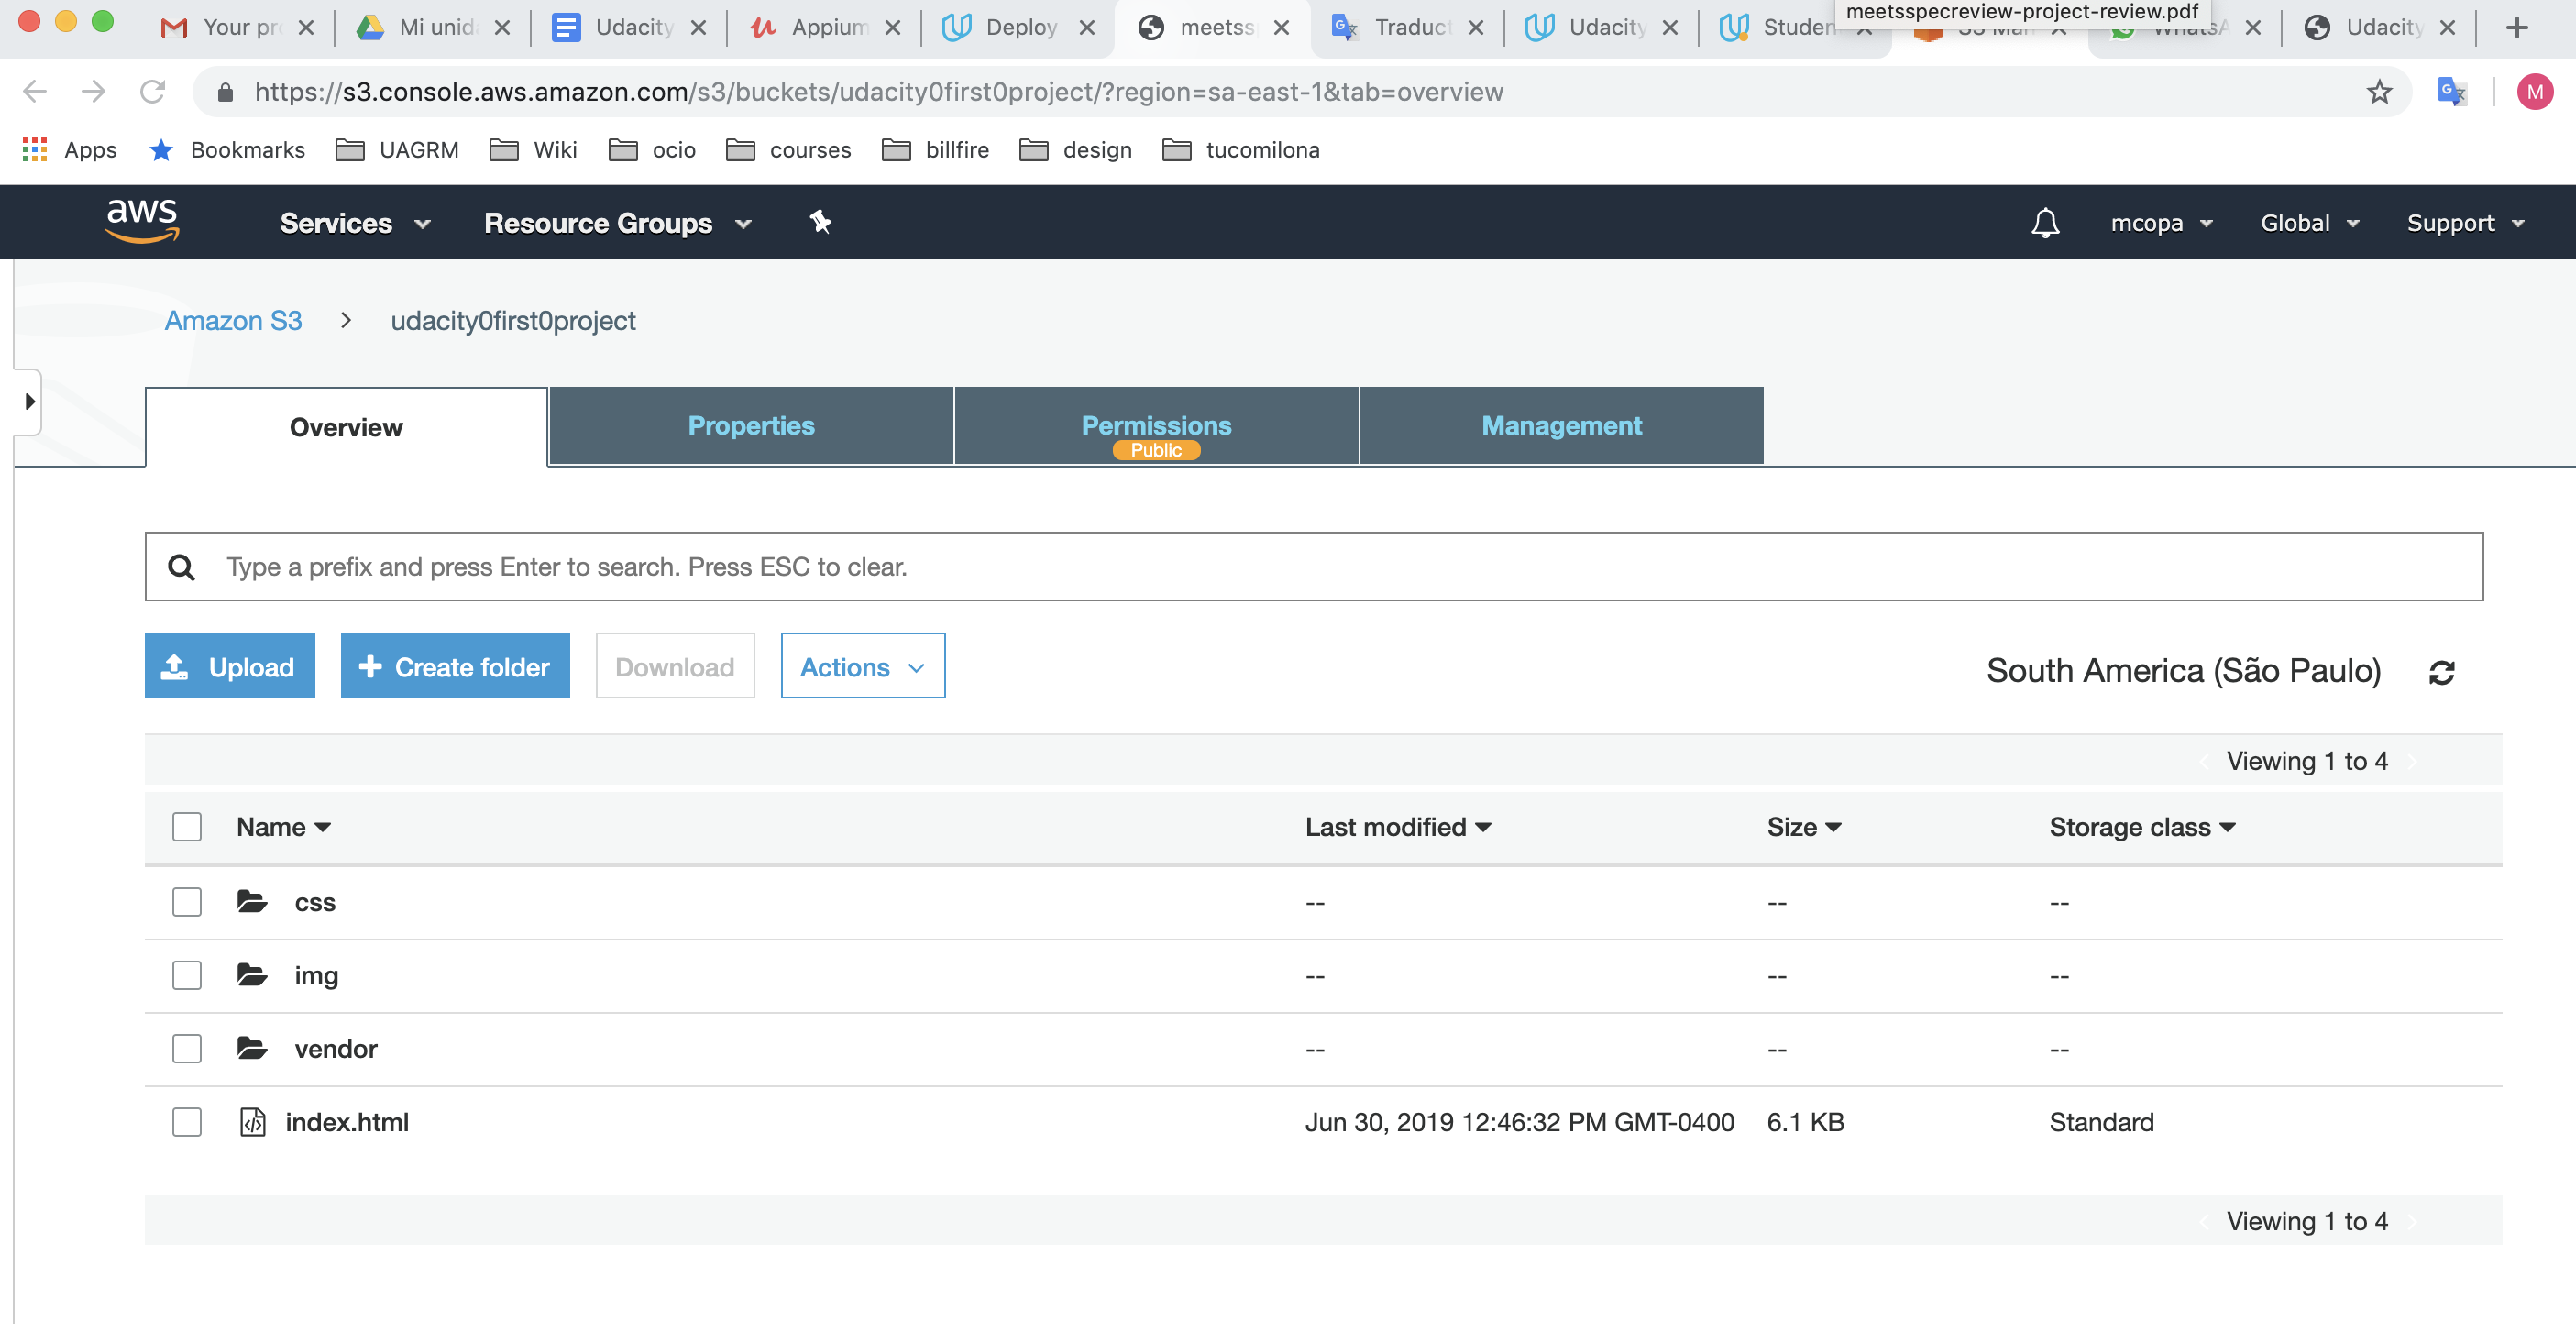 meetsspecreview-project-review.pdf
Your pr Mi unida Udacity Appium Deploy meetss Traduct Udacity Studen WhatsA Udacity
https://s3.console.aws.amazon.com/s3/buckets/udacity0first0project/?region=sa-east-1&tab=overview M
Apps Bookmarks UAGRM Wiki ocio courses billfire design tucomilona
aws Services Resource Groups mcopa Global Support
Amazon S3 > udacity0first0project
Overview Properties Permissions Management
Public
Type a prefix and press Enter to search. Press ESC to clear.
Upload + Create folder Download Actions South America (São Paulo)
Viewing 1 to 4
Name Last modified Size Storage class
css -- -- --
img -- -- --
vendor -- -- --
index.html Jun 30, 2019 12:46:32 PM GMT-0400 6.1 KB Standard
Viewing 1 to 4